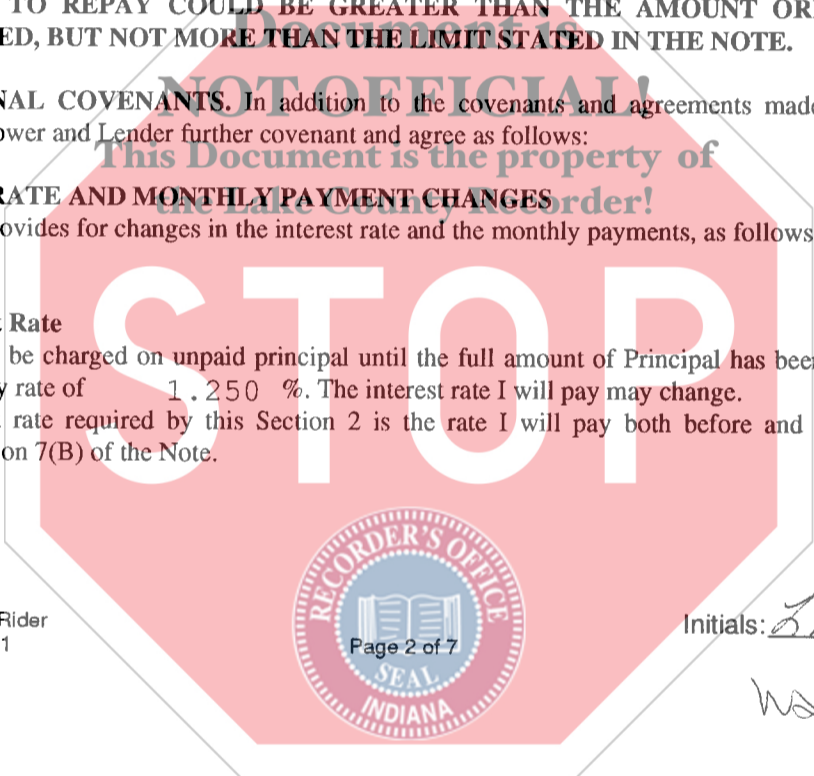 TO REPAY COULD BE GREATER THAN THE AMOUNT OR
ED, BUT NOT MORE THAN THE LIMIT STATED IN THE NOTE.
Document is
NOT OFFICIAL!
This Document is the property of
the Lake County Recorder!
NAL COVENANTS. In addition to the covenants and agreements made
ower and Lender further covenant and agree as follows:
RATE AND MONTHLY PAYMENT CHANGES
ovides for changes in the interest rate and the monthly payments, as follows
STOP
Rate
be charged on unpaid principal until the full amount of Principal has been
y rate of 1.250 %. The interest rate I will pay may change.
rate required by this Section 2 is the rate I will pay both before and
on 7(B) of the Note.
RECORDER'S OFFICE
SEAL
INDIANA
Rider
1
Page 2 of 7
Initials: